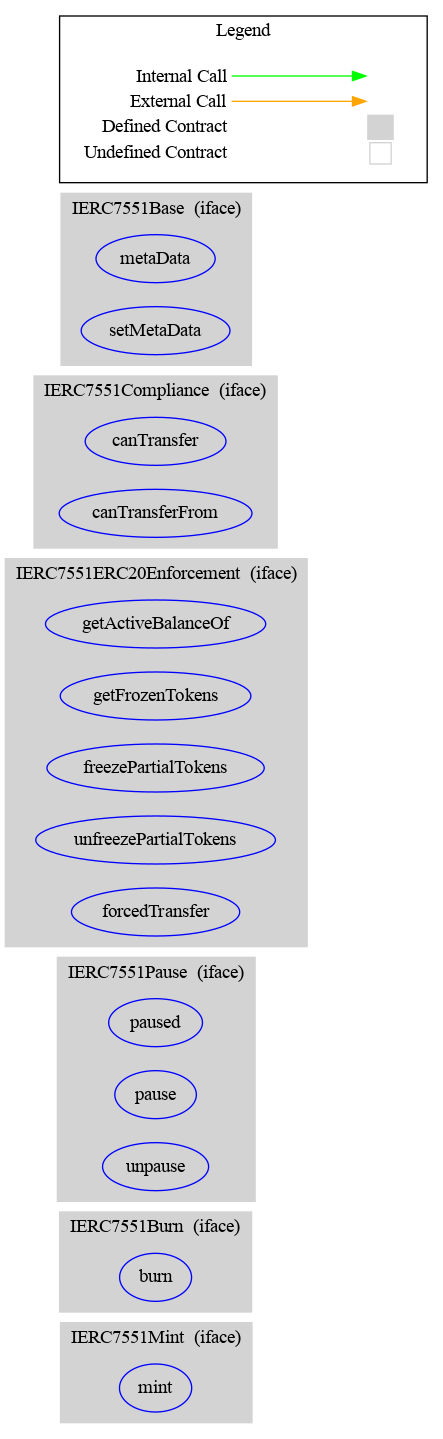 Legend
Internal Call
External Call
Defined Contract
Undefined Contract
IERC7551Base (iface)
metaData
setMetaData
IERC7551Compliance (iface)
canTransfer
canTransferFrom
IERC7551ERC20Enforcement (iface)
getActiveBalanceOf
getFrozenTokens
freezePartialTokens
unfreezePartialTokens
forcedTransfer
IERC7551Pause (iface)
paused
pause
unpause
IERC7551Burn (iface)
burn
IERC7551Mint (iface)
mint